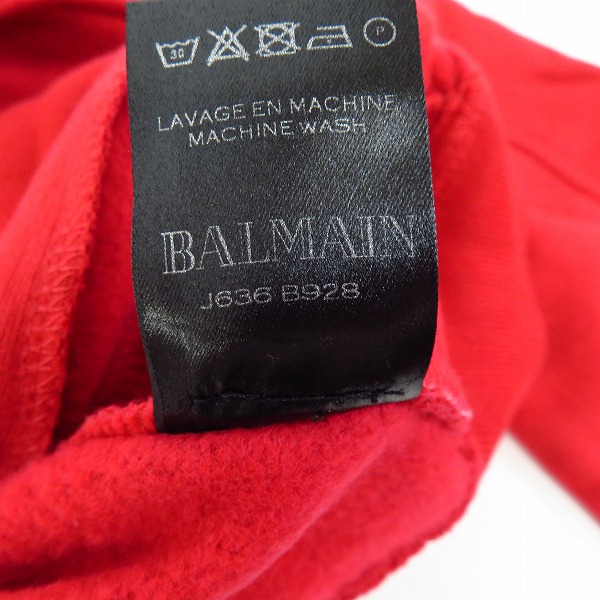 30 P
LAVAGE EN MACHINE
MACHINE WASH
BALMAIN
J636 B928